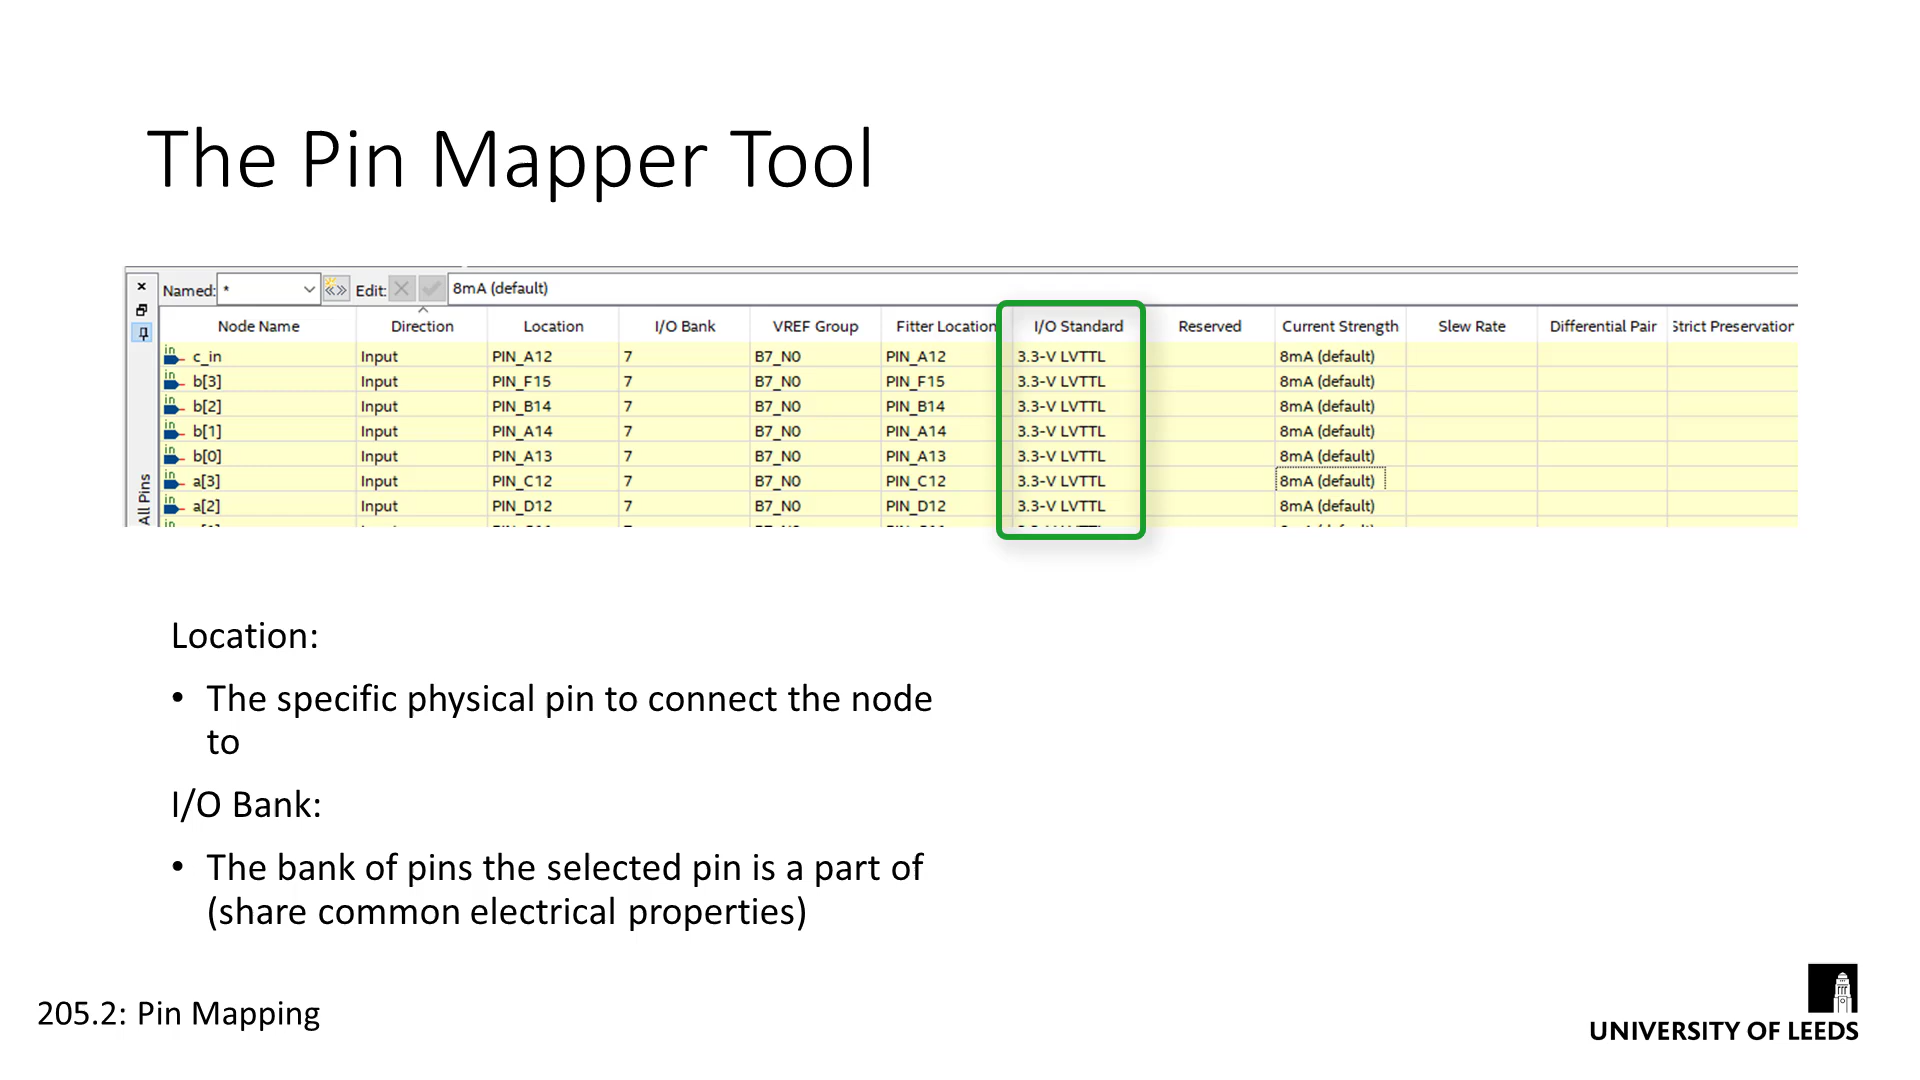 The Pin Mapper Tool
Named: * «» Edit: 8mA (default)
Node Name Direction Location I/O Bank VREF Group Fitter Location I/O Standard Reserved Current Strength Slew Rate Differential Pair Strict Preservation
in c_in Input PIN_A12 7 B7_N0 PIN_A12 3.3-V LVTTL 8mA (default)
in b[3] Input PIN_F15 7 B7_N0 PIN_F15 3.3-V LVTTL 8mA (default)
in b[2] Input PIN_B14 7 B7_N0 PIN_B14 3.3-V LVTTL 8mA (default)
in b[1] Input PIN_A14 7 B7_N0 PIN_A14 3.3-V LVTTL 8mA (default)
in b[0] Input PIN_A13 7 B7_N0 PIN_A13 3.3-V LVTTL 8mA (default)
in a[3] Input PIN_C12 7 B7_N0 PIN_C12 3.3-V LVTTL 8mA (default)
in a[2] Input PIN_D12 7 B7_N0 PIN_D12 3.3-V LVTTL 8mA (default)
All Pins
Location:
• The specific physical pin to connect the node
to
I/O Bank:
• The bank of pins the selected pin is a part of
(share common electrical properties)
205.2: Pin Mapping
UNIVERSITY OF LEEDS